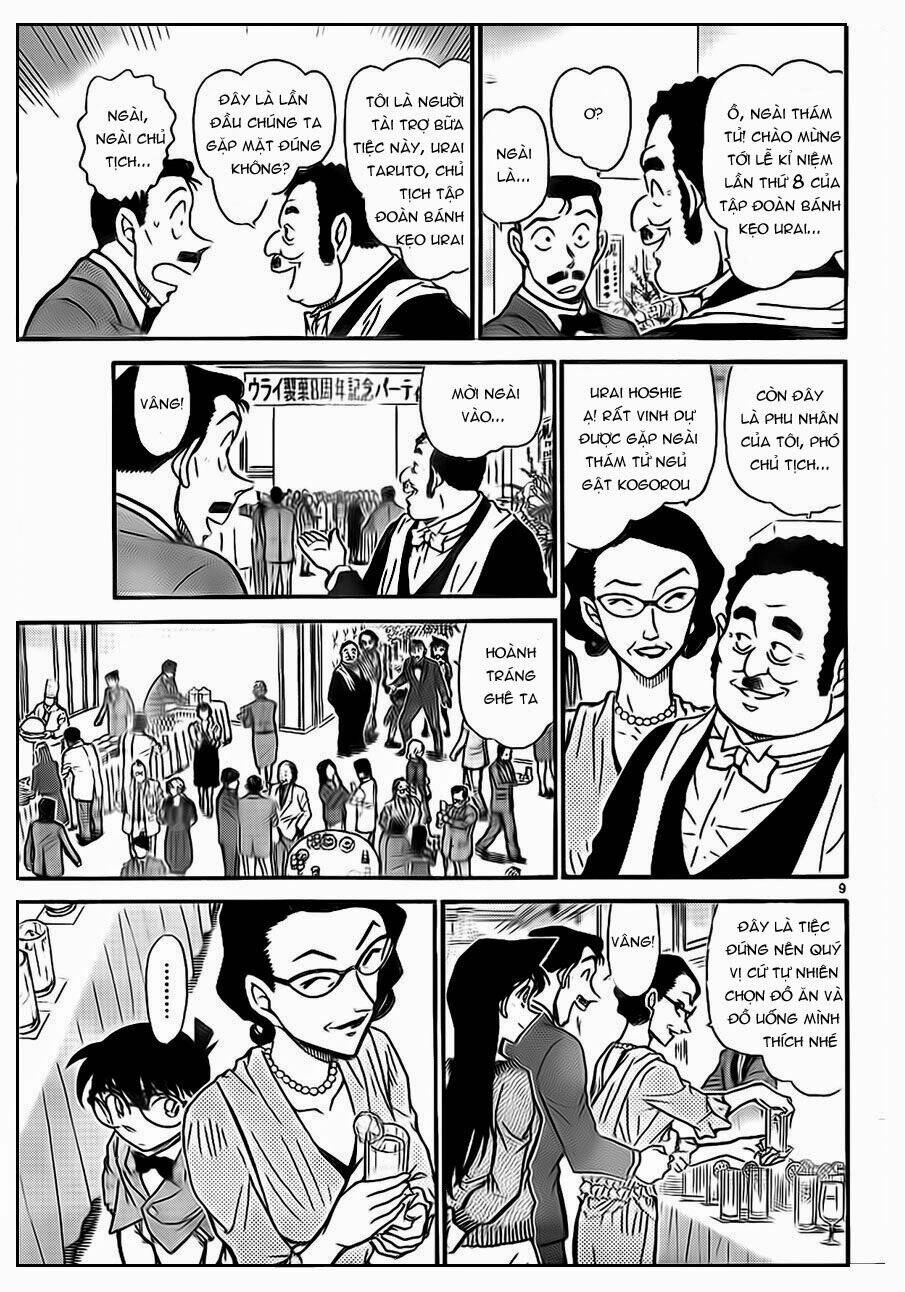 Ồ, NGÀI THÁM
TỬ! CHÀO MỪNG
TỚI LỄ KỈ NIỆM
LẦN THỨ 8 CỦA
TẬP ĐOÀN BÁNH
KẸO URAI...
Ơ?
NGÀI
LÀ...
TÔI LÀ NGƯỜI
TÀI TRỢ BỮA
TIỆC NÀY, URAI
TARUTO, CHỦ
TỊCH TẬP
ĐOÀN BÁNH
KẸO URAI
ĐÂY LÀ LẦN
ĐẦU CHÚNG TA
GẶP MẶT ĐÚNG
KHÔNG?
NGÀI,
NGÀI CHỦ
TỊCH...
CÒN ĐÂY
LÀ PHU NHÂN
CỦA TÔI, PHÓ
CHỦ TỊCH...
URAI HOSHIE
Ạ! RẤT VINH DỰ
ĐƯỢC GẶP NGÀI
THÁM TỬ NGỦ
GẬT KOGOROU
MỜI NGÀI
VÀO...
ウライ製菓8周年記念パーティ
VÂNG!
HOÀNH
TRÁNG
GHÊ TA
9
ĐÂY LÀ TIỆC
ĐỨNG NÊN QUÝ
VỊ CỨ TỰ NHIÊN
CHỌN ĐỒ ĂN VÀ
ĐỒ UỐNG MÌNH
THÍCH NHÉ
VÂNG!
.......